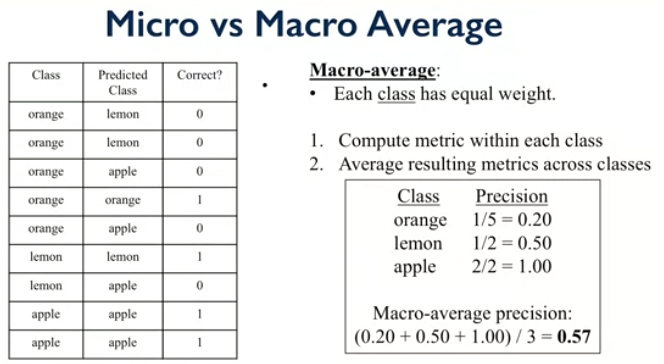 Micro vs Macro Average
Class Predicted Class Correct?
orange lemon 0
orange lemon 0
orange apple 0
orange orange 1
orange apple 0
lemon lemon 1
lemon apple 0
apple apple 1
apple apple 1
•
Macro-average:
• Each class has equal weight.
1. Compute metric within each class
2. Average resulting metrics across classes
Class Precision
orange 1/5 = 0.20
lemon 1/2 = 0.50
apple 2/2 = 1.00
Macro-average precision:
(0.20 + 0.50 + 1.00) / 3 = 0.57